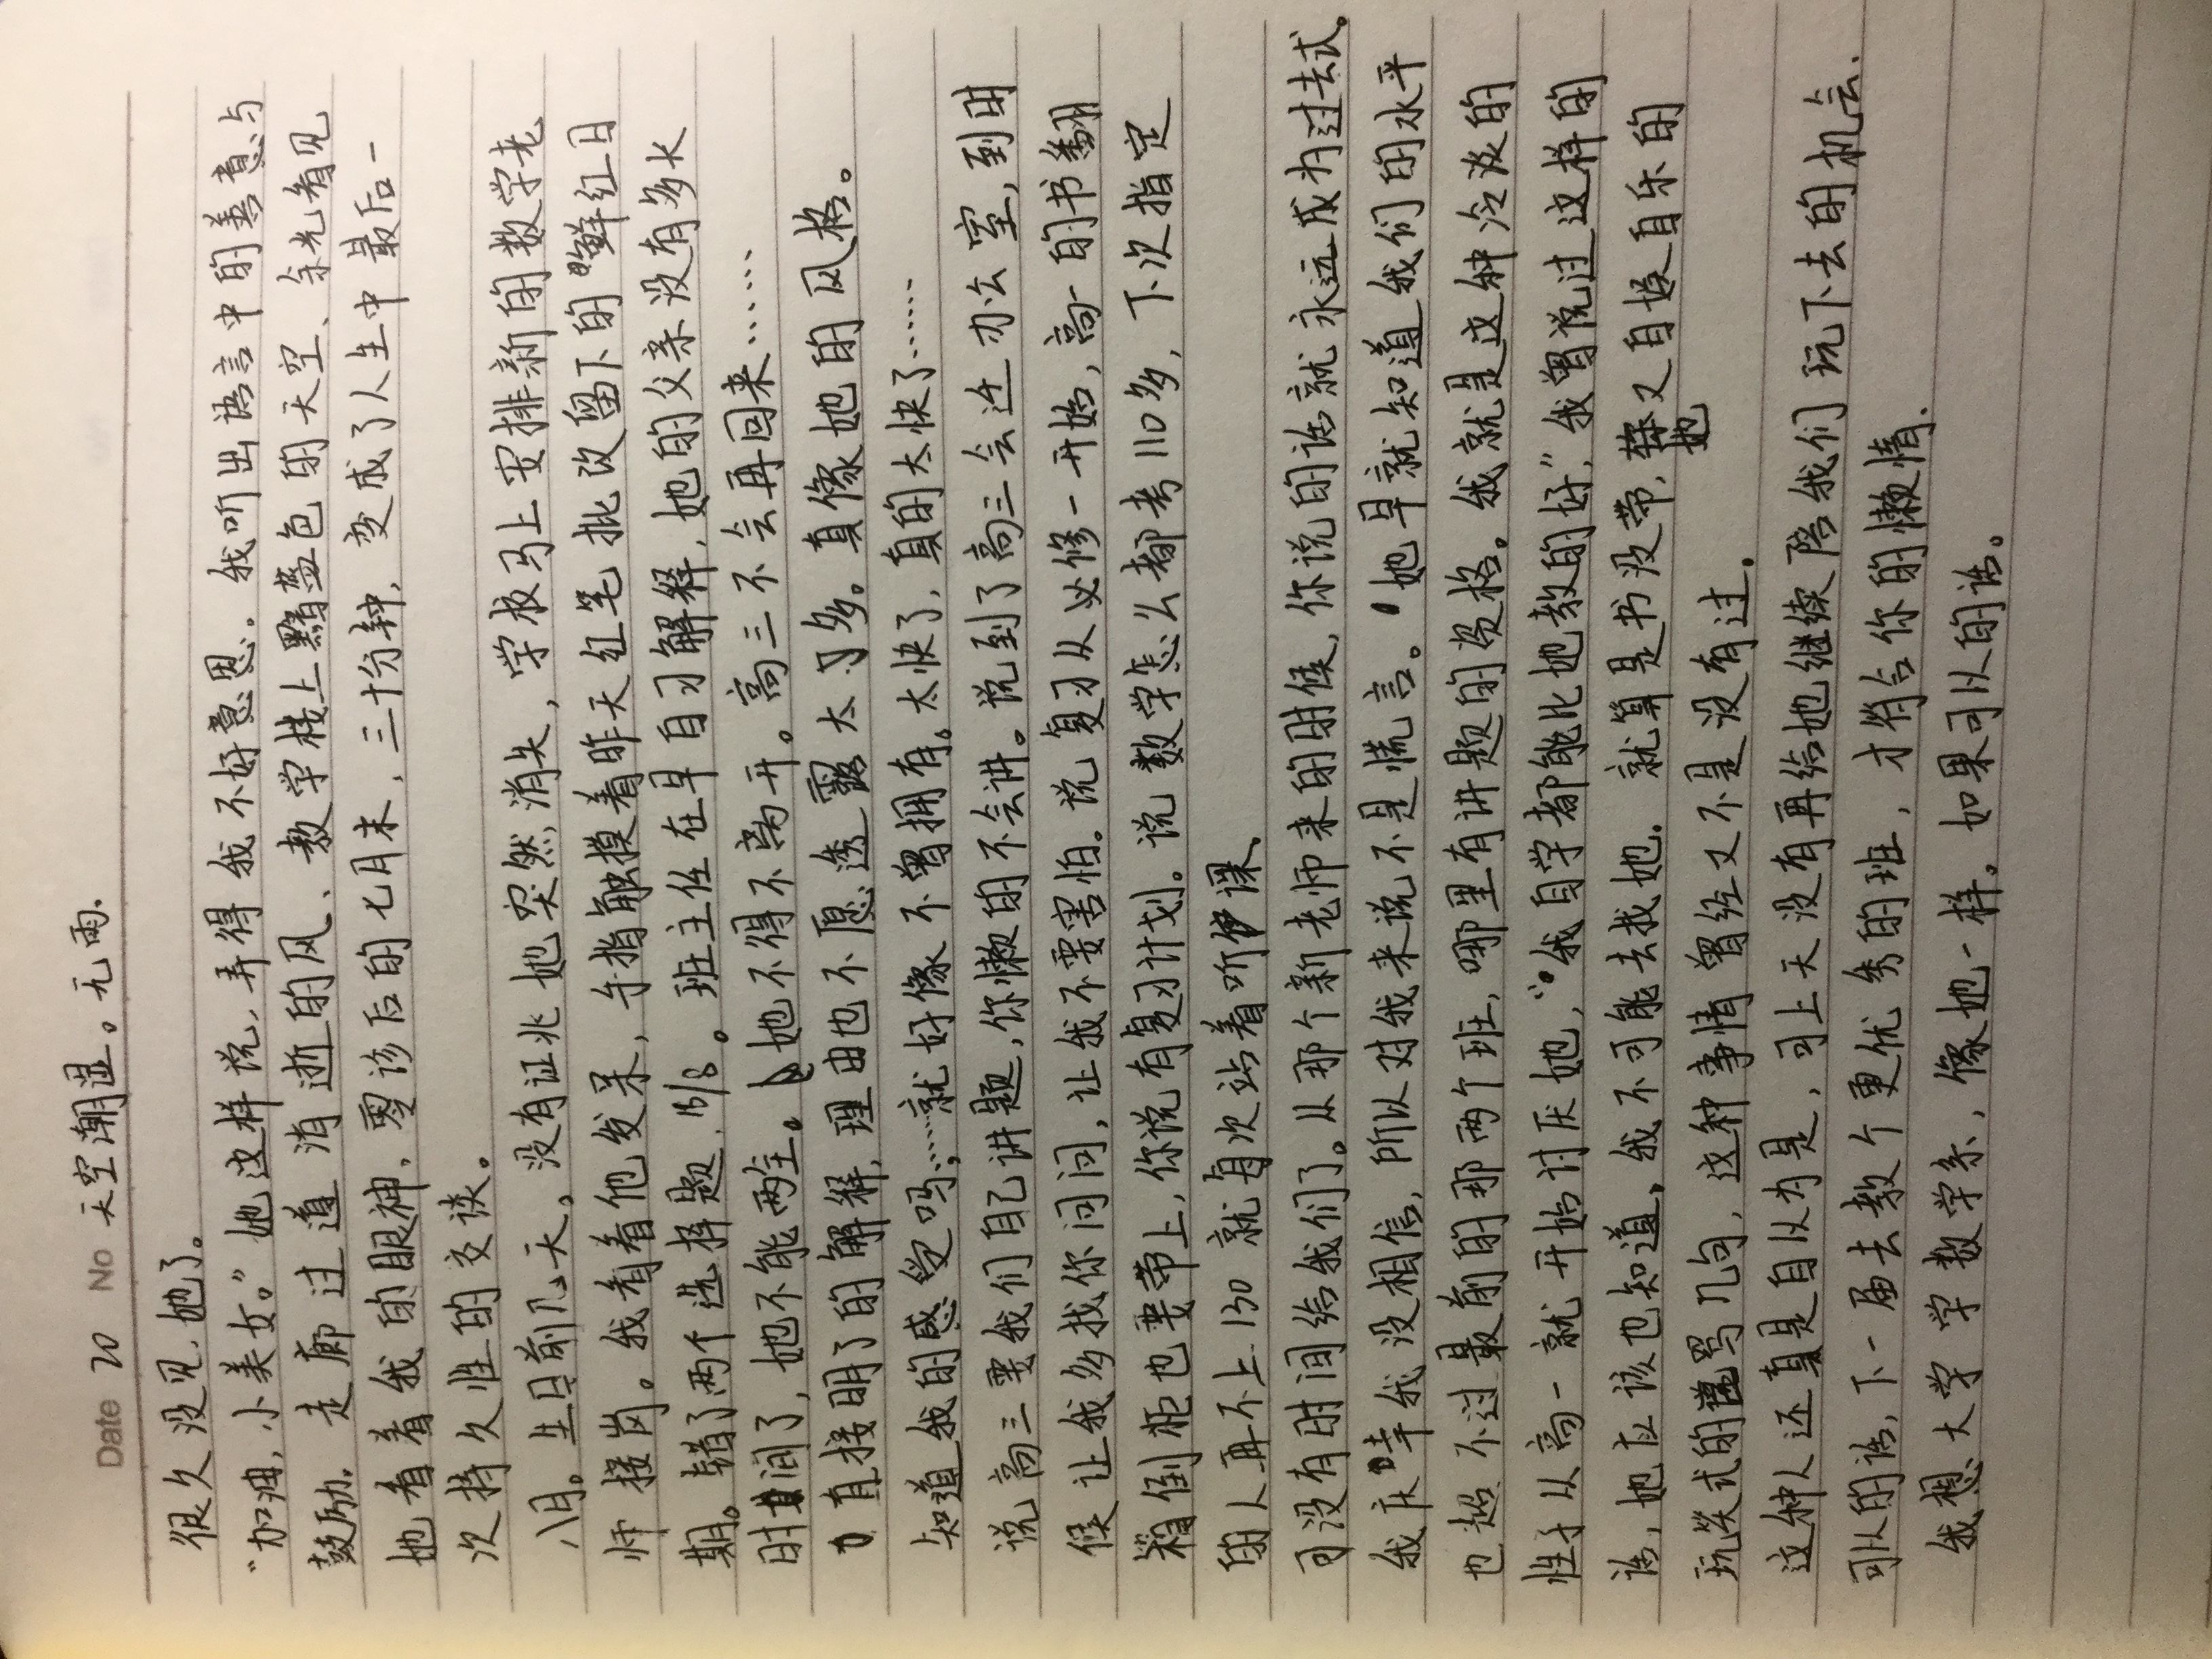 Date 20 No 天空潮湿。无雨.
很久没见她了。
“加油,小美女。”她这样说,弄得我不好意思。我听出语言中的善意与
鼓励。走廊过道消逝的风、教学楼上黯蓝色的天空、余光看见
她看着我的眼神。零诊后的七月末,三十分钟,变成了人生中最后一
次持久性的交谈。
八月。生日前几天。没有证兆她突然消失,学校马上安排新的数学老
师接岗。我看着他发呆,手指触摸着昨天红笔批改留下的鲜红日
期。错了两个选择题,18/8。班主任在早自习解释,她的父亲没有多长
时间了,她不能两全。她不得不离开。高三不会再回来……
直接明了的解释,理由也不愿透露太多。真像她的风格。
知道我的感受吗;……就好像不曾拥有。太快了,真的太快了……
说高三要我们自己讲题,你懒的不会讲。说到了高三会迁办公室,到时
候让我多找你问问,让我不要害怕。说复习从必修一开始,高一的书翻
箱倒柜也要带上,你说有复习计划。说数学怎么都考110多,下次指定
的人再不上130就每次站着听课。
可没有时间给我们了。从那个新老师来的时候,你说的话就永远成为过去式。
我庆幸我没相信,所以对我来说不是慌言。她早就知道我们的水平
也超不过最前的那两个班,哪里有讲题的资格。我就是这种冷淡的
性子从高一就开始讨厌她,“我自学都能比她教的好,”我曾说过这样的
话,她应该也知道。我不可能去找她。就算是书没带,她又自娱自乐的
玩笑式的谩骂几句,这种事情曾经又不是没有过。
这种人还真是自以为是,可上天没有再给她继续陪我们玩下去的机会.
可以的话,下一届去教个更优秀的班,才符合你的懒惰.
我想大学学数学系,像她一样。如果可以的话。